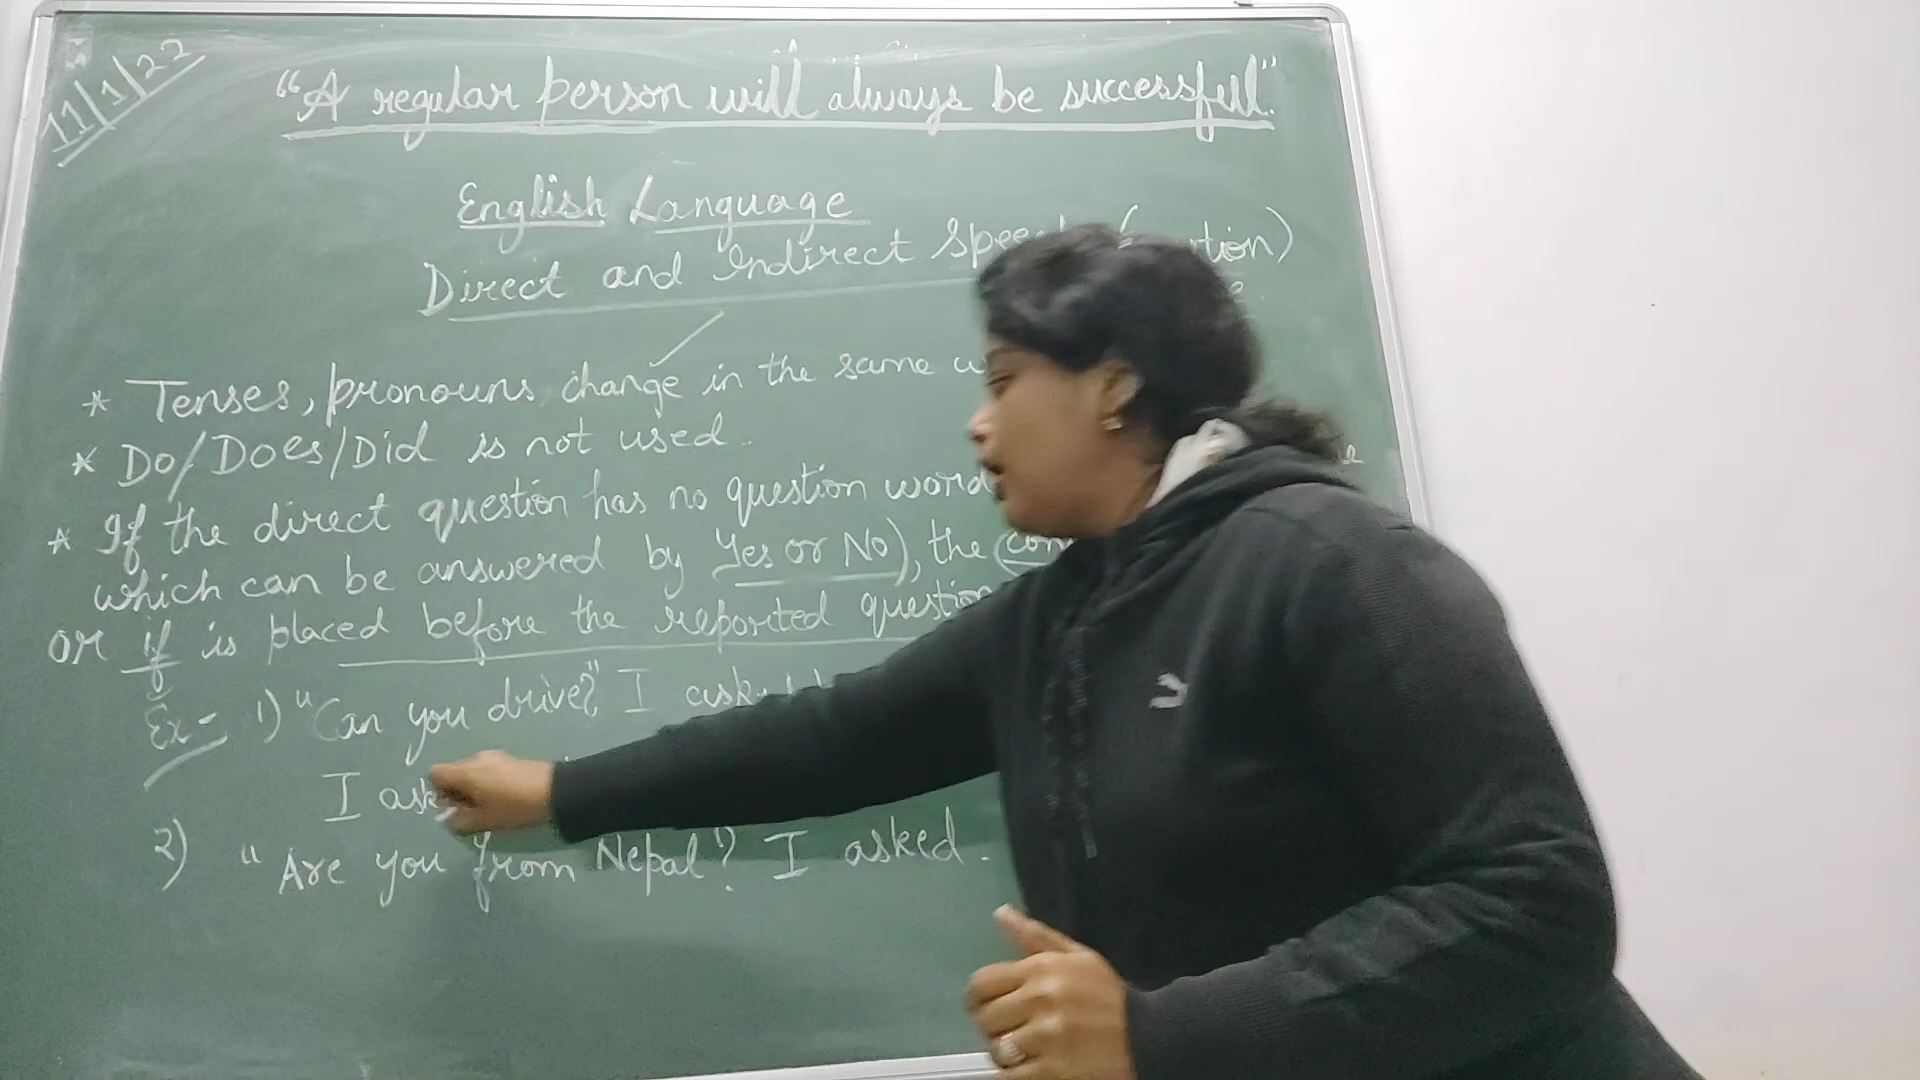 11/1/22
"A regular person will always be successful."
English Language
Direct and Indirect
* Tenses, pronouns change in the same
* Do/Does/Did is not used.
* If the direct question has no question word
which can be answered by Yes or No), the
or if is placed before the reported question
Ex- 1) "Can you drive?" I
I
2) "Are you from Nepal? I asked.